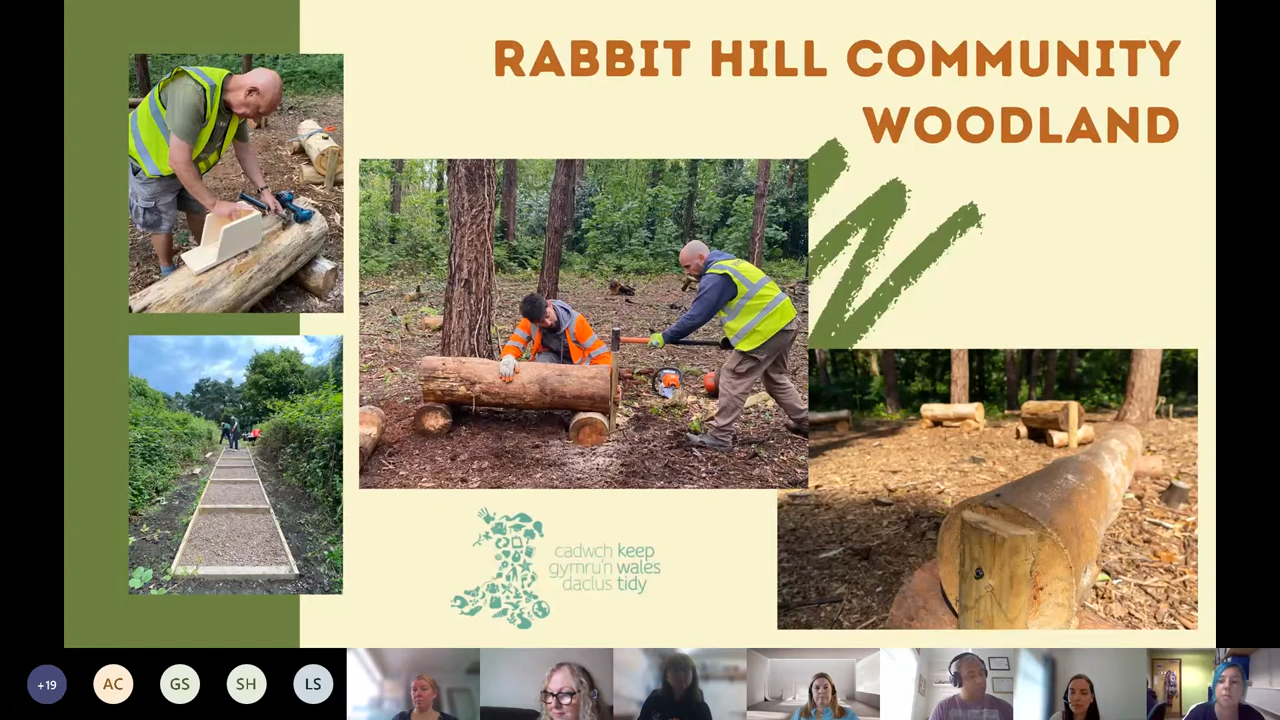 RABBIT HILL COMMUNITY
WOODLAND
cadwch keep
gymru'n wales
daclus tidy
+19
AC
GS
SH
LS